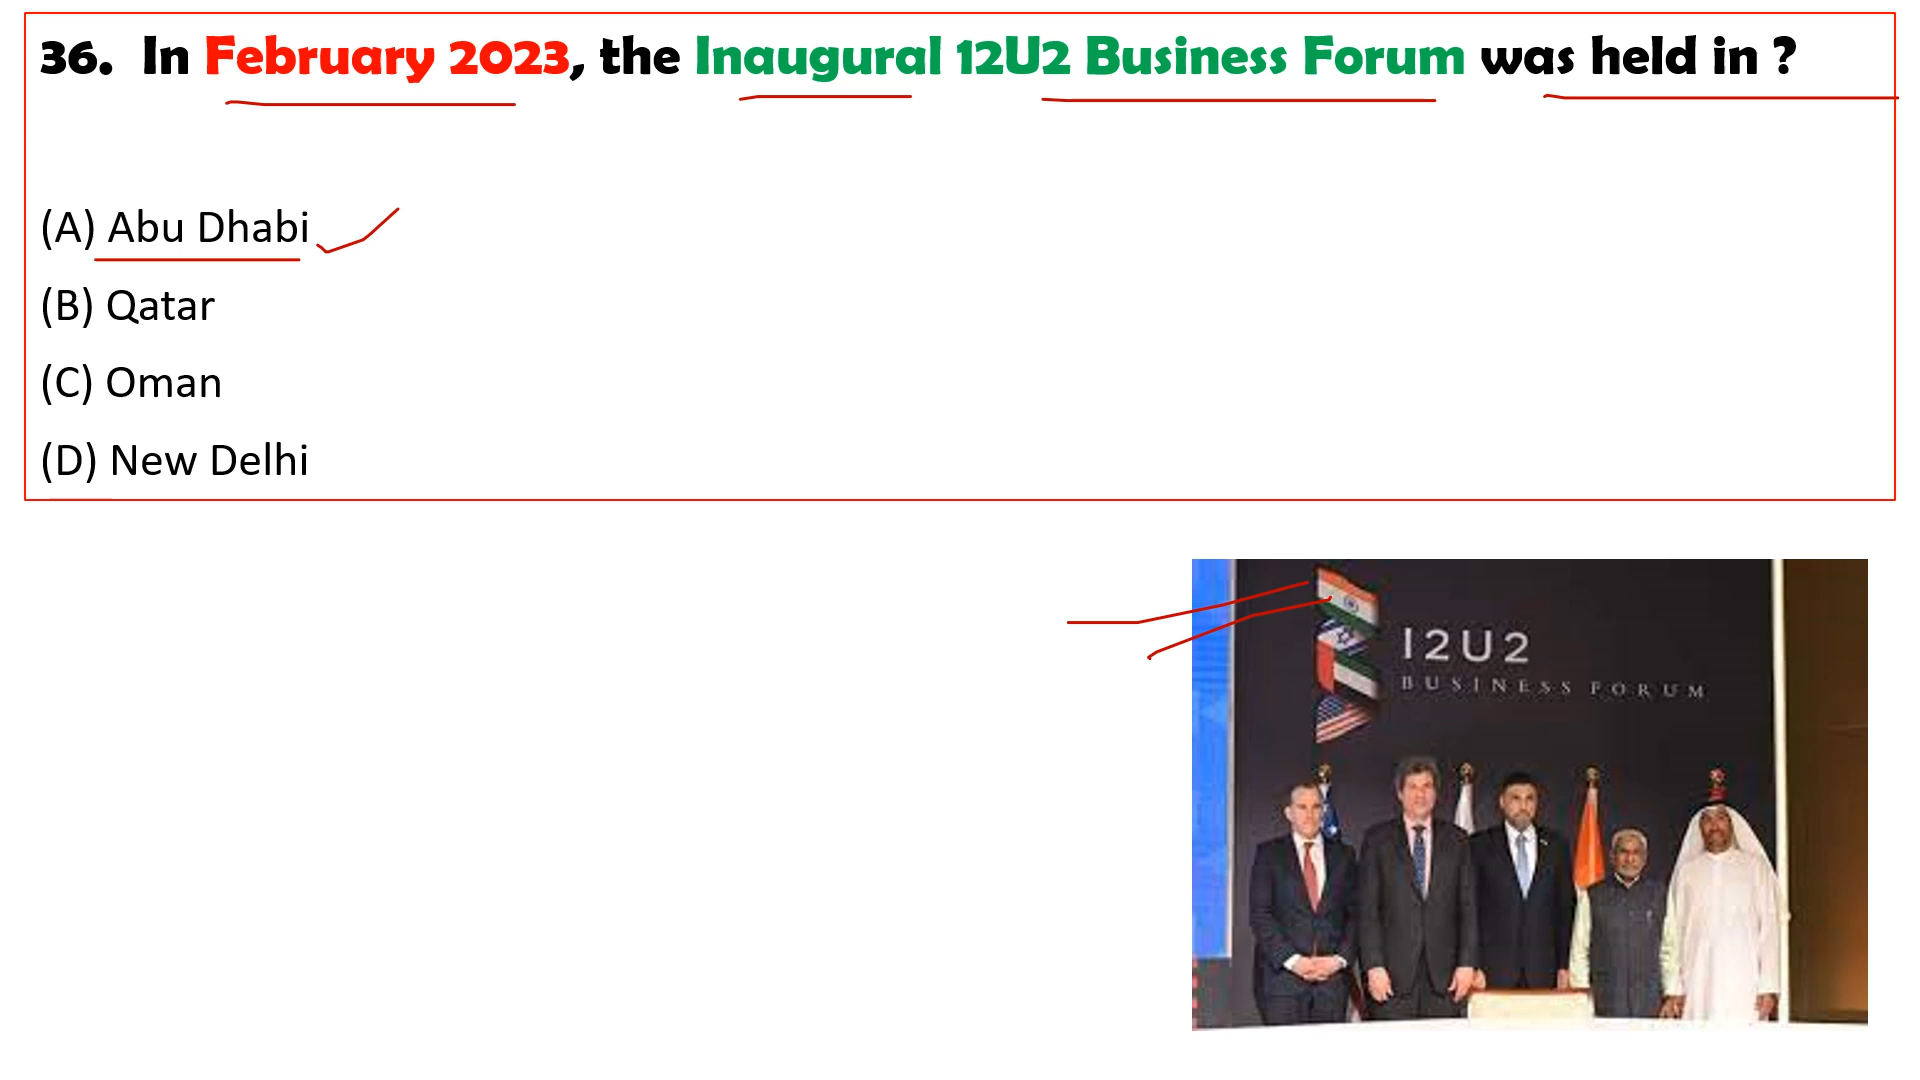 36. In February 2023, the Inaugural 12U2 Business Forum was held in ?
(A) Abu Dhabi
(B) Qatar
(C) Oman
(D) New Delhi
I2U2
BUSINESS FORUM